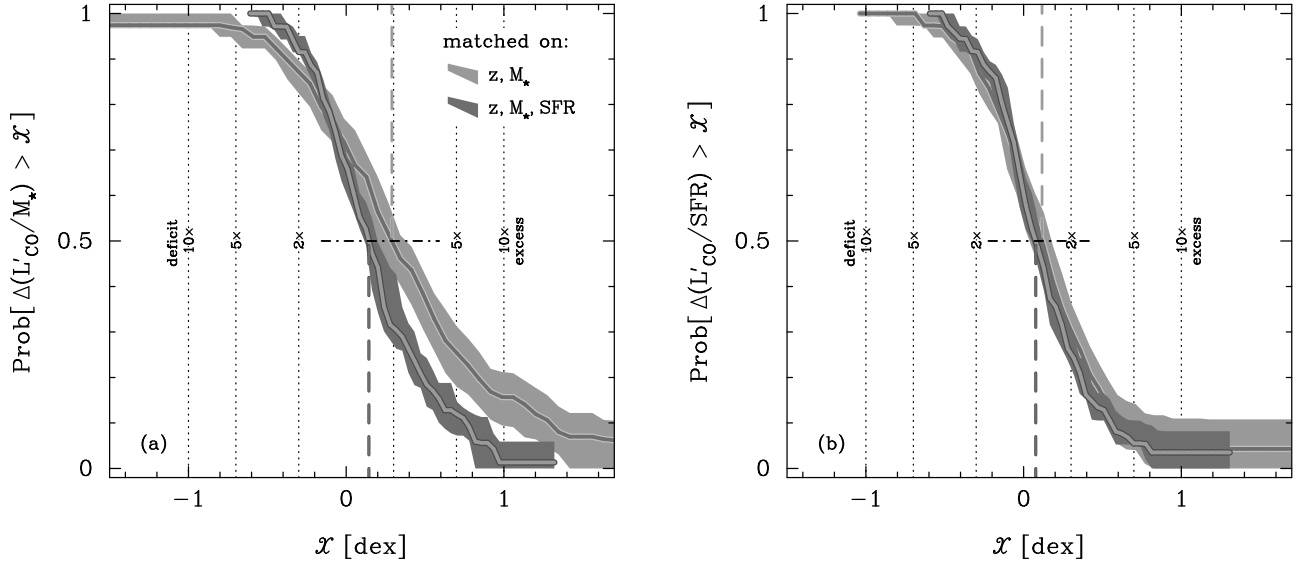 matched on:
z, M⋆
z, M⋆, SFR
Prob[ Δ(L′CO/M⋆) > x ]
1
0.5
0
deficit
10×
5×
2×
5×
10×
excess
(a)
−1
0
1
x [dex]
Prob[ Δ(L′CO/SFR) > x ]
1
0.5
0
deficit
10×
5×
2×
2×
5×
10×
excess
(b)
−1
0
1
x [dex]